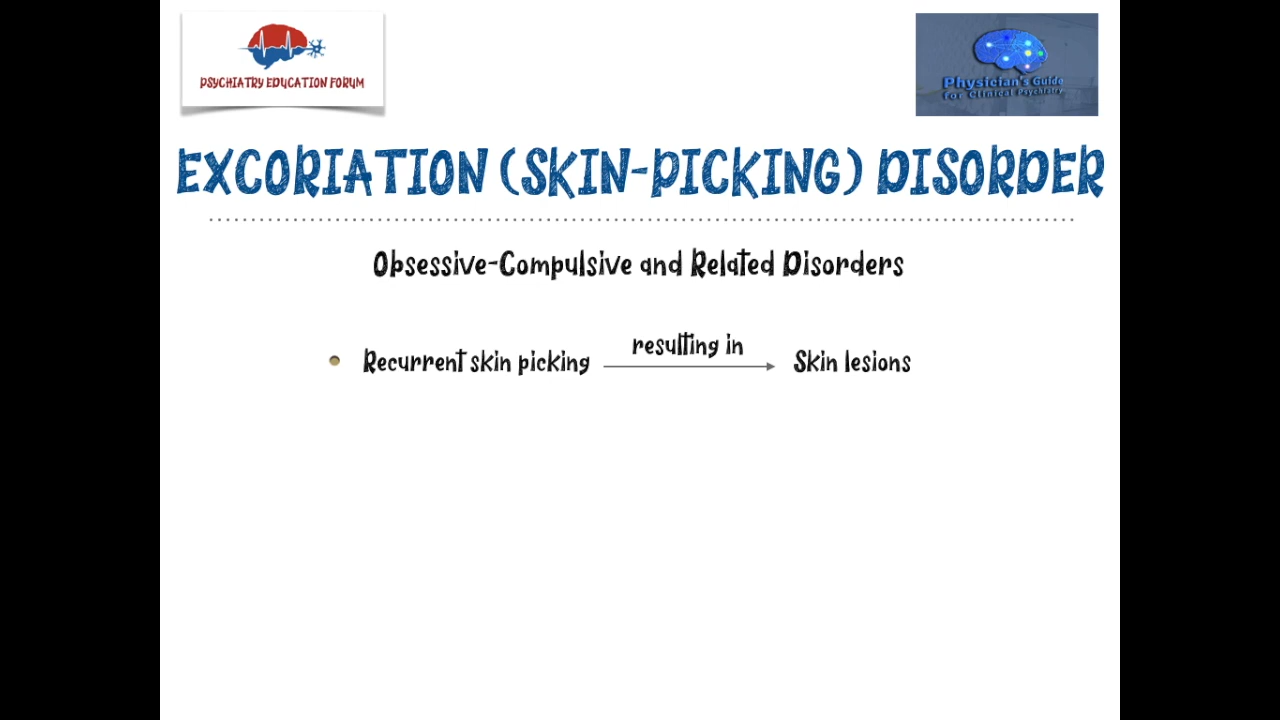 PSYCHIATRY EDUCATION FORUM
Physician's Guide
For Clinical Psychiatry
EXCORIATION (SKIN-PICKING) DISORDER
Obsessive-Compulsive and Related Disorders
Recurrent skin picking resulting in Skin lesions